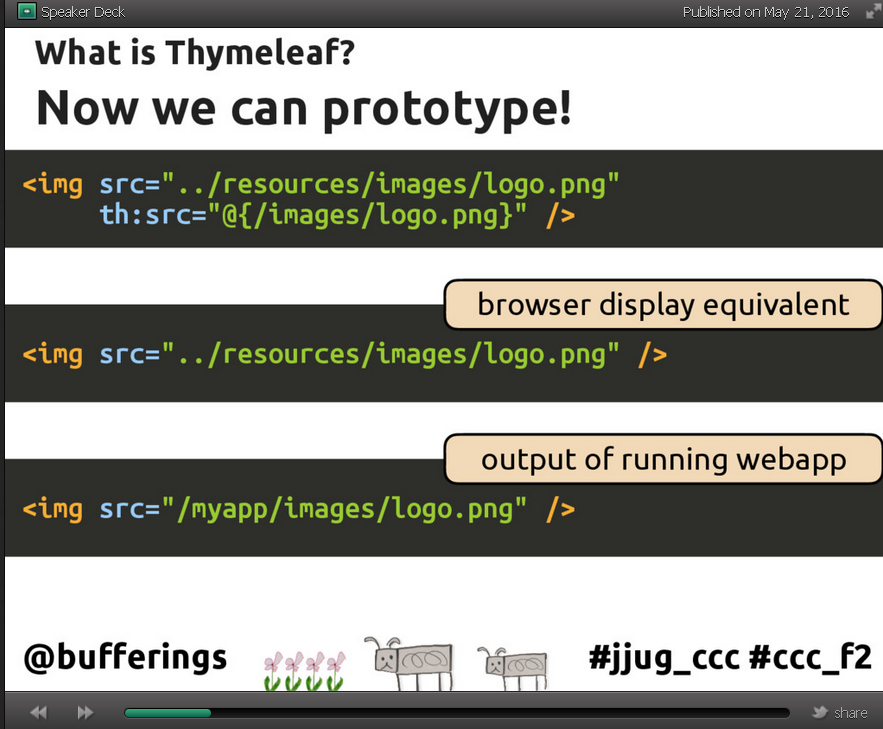 Speaker Deck
Published on May 21, 2016
What is Thymeleaf?
Now we can prototype!
<img src="../resources/images/logo.png"
th:src="@{/images/logo.png}" />
browser display equivalent
<img src="../resources/images/logo.png" />
output of running webapp
<img src="/myapp/images/logo.png" />
@bufferings
#jjug_ccc #ccc_f2
share